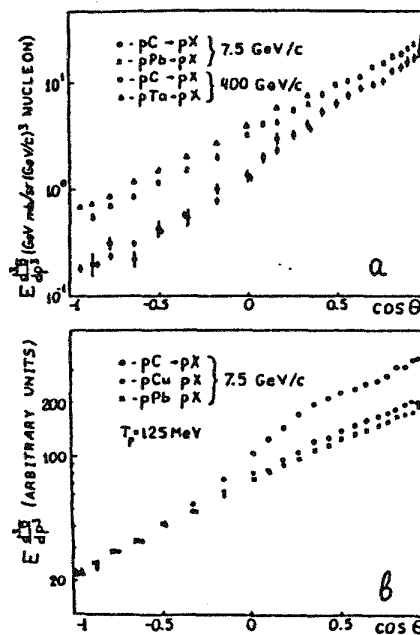 a
o - pC → pX
x - pPb → pX
} 7.5 GeV/c
o - pC → pX
▵ - pTa → pX
} 400 GeV/c
E d³σ/dp³ (GeV mb/sr(GeV/c)³ NUCLEON)
10¹
10⁰
10⁻¹
-1 -0.5 0 0.5 cos θ
a
o - pC → pX
o - pCu pX
x - pPb pX
} 7.5 GeV/c
Tp=125 MeV
E d³σ/dp³ (ARBITRARY UNITS)
200
100
20
-1 -0.5 0 0.5 cos θ
b